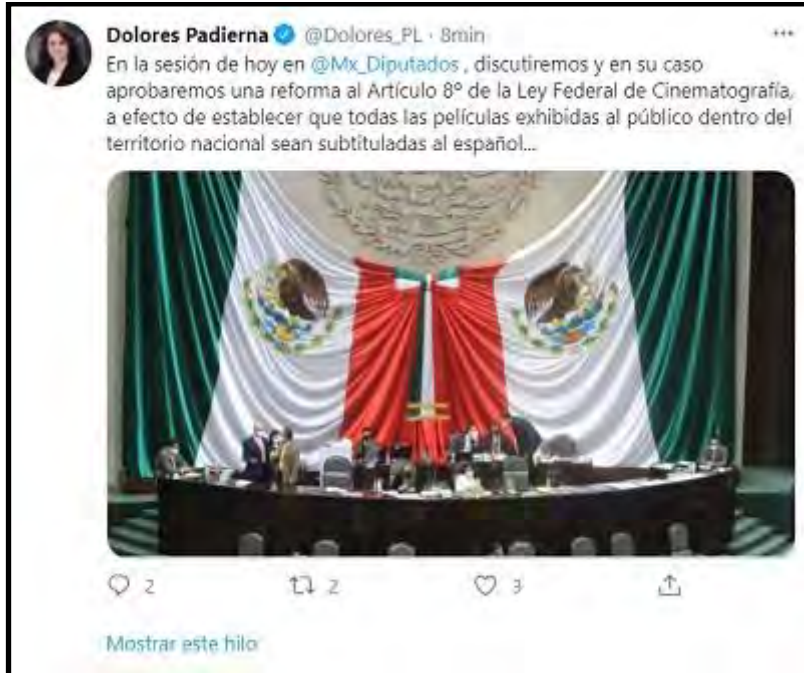 Dolores Padierna @Dolores_PL · 8min
En la sesión de hoy en @Mx_Diputados , discutiremos y en su caso
aprobaremos una reforma al Artículo 8º de la Ley Federal de Cinematografía,
a efecto de establecer que todas las películas exhibidas al público dentro del
territorio nacional sean subtituladas al español...
2 2 3
Mostrar este hilo